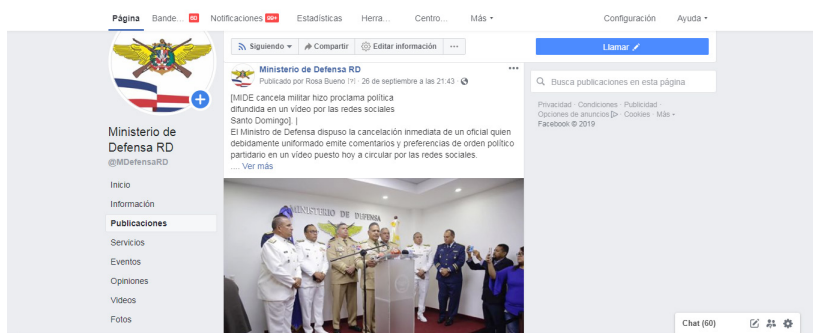 Página Bande... 60 Notificaciones 99+ Estadísticas Herra... Centro... Más Configuración Ayuda
Siguiendo Compartir Editar información ...
Llamar
Ministerio de Defensa RD ...
Publicado por Rosa Bueno [?] · 26 de septiembre a las 21:43 ·
Busca publicaciones en esta página
[MIDE cancela militar hizo proclama política
difundida en un vídeo por las redes sociales
Santo Domingo]. |
El Ministro de Defensa dispuso la cancelación inmediata de un oficial quien
debidamente uniformado emite comentarios y preferencias de orden político
partidario en un vídeo puesto hoy a circular por las redes sociales.
.... Ver más
Privacidad · Condiciones · Publicidad ·
Opciones de anuncios · Cookies · Más
Facebook © 2019
Ministerio de
Defensa RD
@MDefensaRD
Inicio
Información
Publicaciones
Servicios
Eventos
Opiniones
Videos
Fotos
MINISTERIO DE DEFENSA
Chat (60)